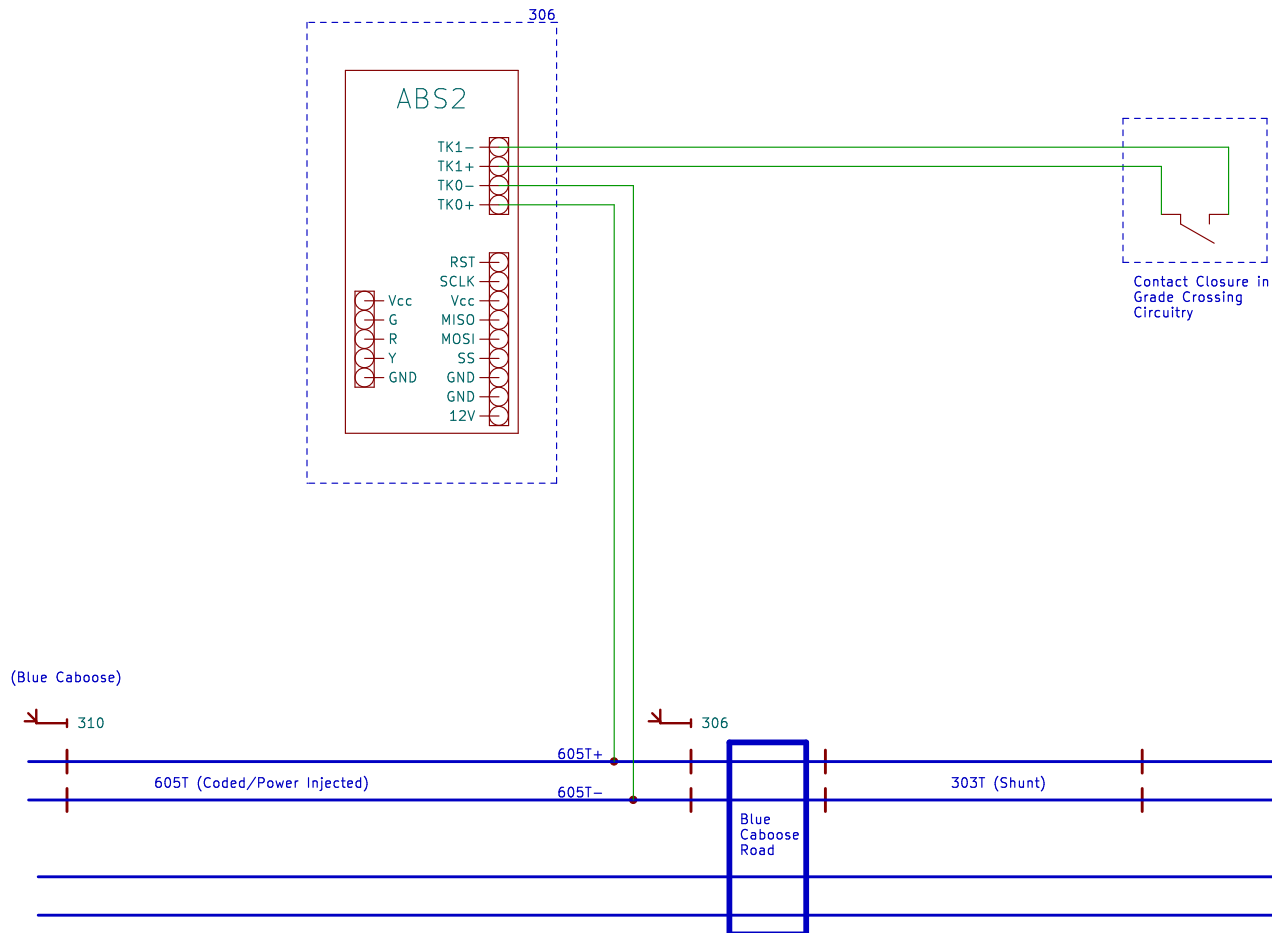 306
ABS2
TK1-
TK1+
TK0-
TK0+
RST
SCLK
Vcc
MISO
MOSI
SS
GND
GND
12V
Vcc
G
R
Y
GND
Contact Closure in
Grade Crossing
Circuitry
(Blue Caboose)
310
306
605T+
605T (Coded/Power Injected)
303T (Shunt)
605T-
Blue
Caboose
Road